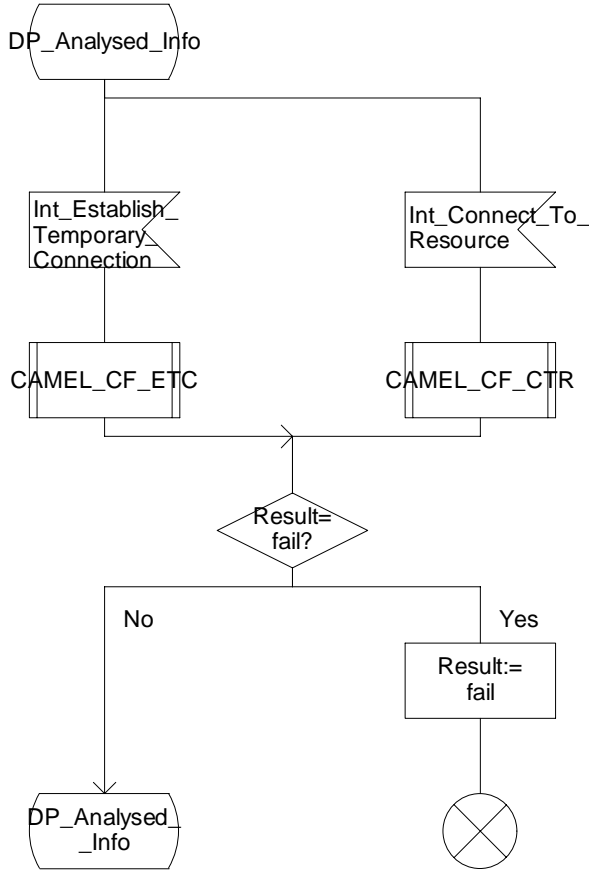 DP_Analysed_Info
Int_Establish_
Temporary_
Connection
Int_Connect_To_
Resource
CAMEL_CF_ETC
CAMEL_CF_CTR
Result=
fail?
No
Yes
Result:=
fail
DP_Analysed_
_Info